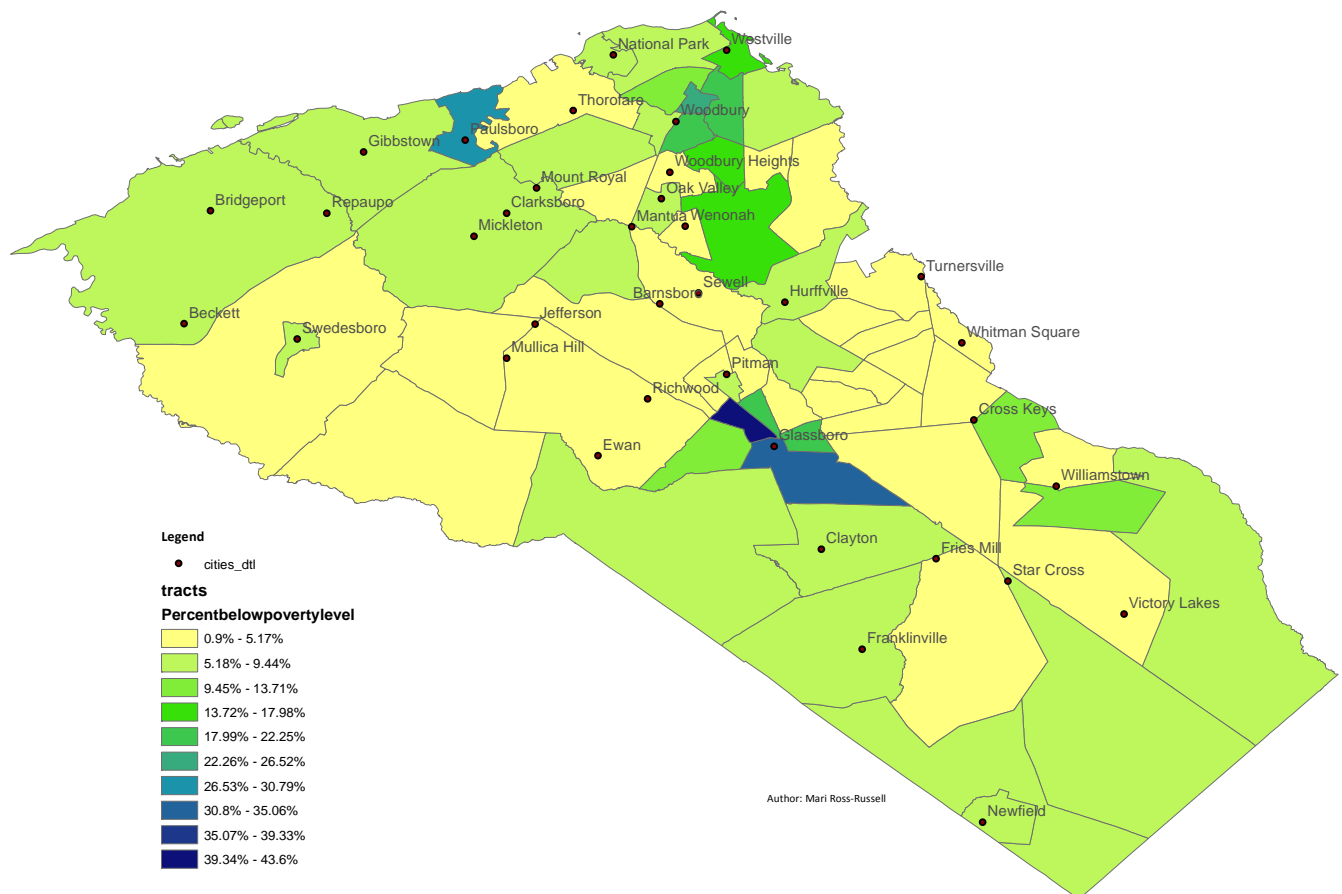 National Park
Westville
Thorofare
Woodbury
Paulsboro
Gibbstown
Woodbury Heights
Mount Royal
Oak Valley
Bridgeport
Repaupo
Clarksboro
Mickleton
Mantua
Wenonah
Turnersville
Sewell
Barnsboro
Hurffville
Beckett
Swedesboro
Jefferson
Whitman Square
Mullica Hill
Pitman
Richwood
Cross Keys
Glassboro
Ewan
Williamstown
Legend
cities_dtl
Clayton
Fries Mill
Star Cross
tracts
Victory Lakes
Percentbelowpovertylevel
0.9% - 5.17%
Franklinville
5.18% - 9.44%
9.45% - 13.71%
13.72% - 17.98%
17.99% - 22.25%
22.26% - 26.52%
26.53% - 30.79%
30.8% - 35.06%
35.07% - 39.33%
39.34% - 43.6%
Author: Mari Ross-Russell
Newfield